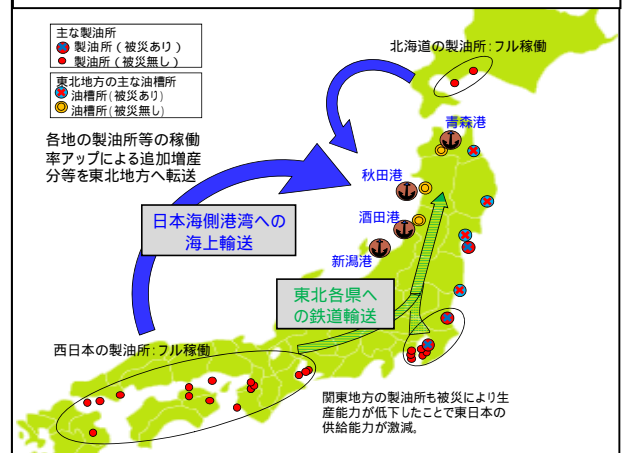 主な製油所
製油所(被災あり)
製油所(被災無し)
東北地方の主な油槽所
油槽所(被災あり)
油槽所(被災無し)
北海道の製油所:フル稼働
各地の製油所等の稼働
率アップによる追加増産
分等を東北地方へ転送
青森港
秋田港
酒田港
新潟港
日本海側港湾への
海上輸送
東北各県へ
の鉄道輸送
西日本の製油所:フル稼働
関東地方の製油所も被災により生
産能力が低下したことで東日本の
供給能力が激減。